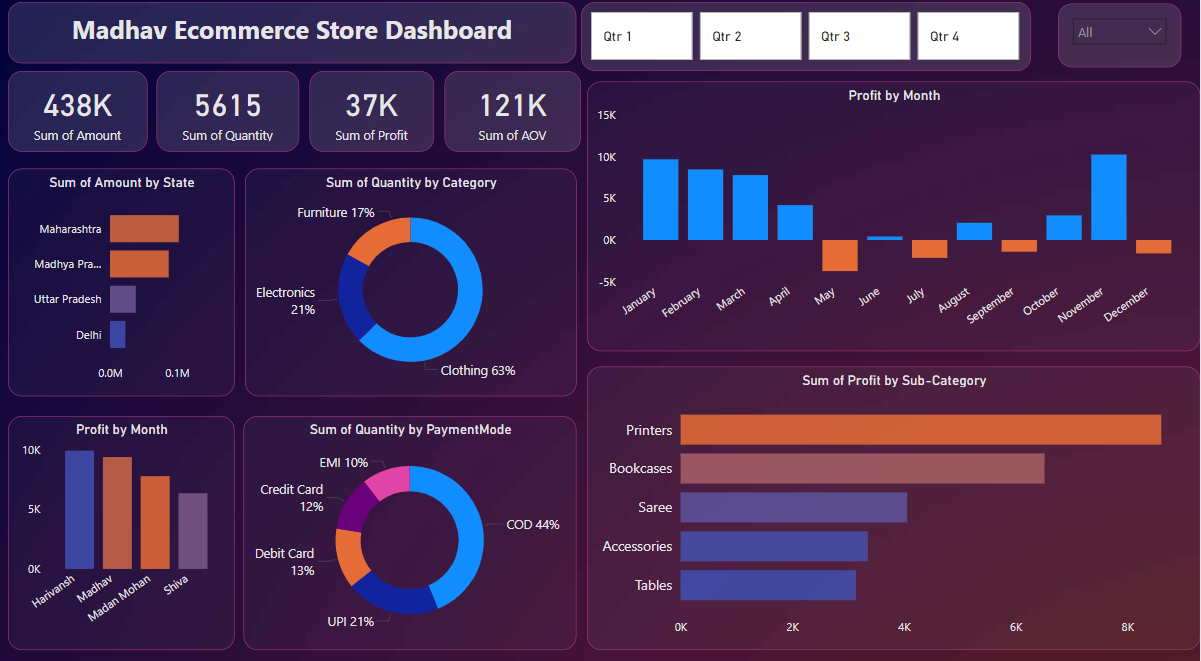 Madhav Ecommerce Store Dashboard
Qtr 1
Qtr 2
Qtr 3
Qtr 4
All
438K
Sum of Amount
5615
Sum of Quantity
37K
Sum of Profit
121K
Sum of AOV
Profit by Month
15K
10K
5K
0K
-5K
January
February
March
April
May
June
July
August
September
October
November
December
Sum of Amount by State
Maharashtra
Madhya Pra...
Uttar Pradesh
Delhi
0.0M
0.1M
Sum of Quantity by Category
Furniture 17%
Electronics
21%
Clothing 63%
Sum of Profit by Sub-Category
Printers
Bookcases
Saree
Accessories
Tables
0K
2K
4K
6K
8K
Profit by Month
10K
5K
0K
Harivansh
Madhav
Madan Mohan
Shiva
Sum of Quantity by PaymentMode
EMI 10%
Credit Card
12%
COD 44%
Debit Card
13%
UPI 21%